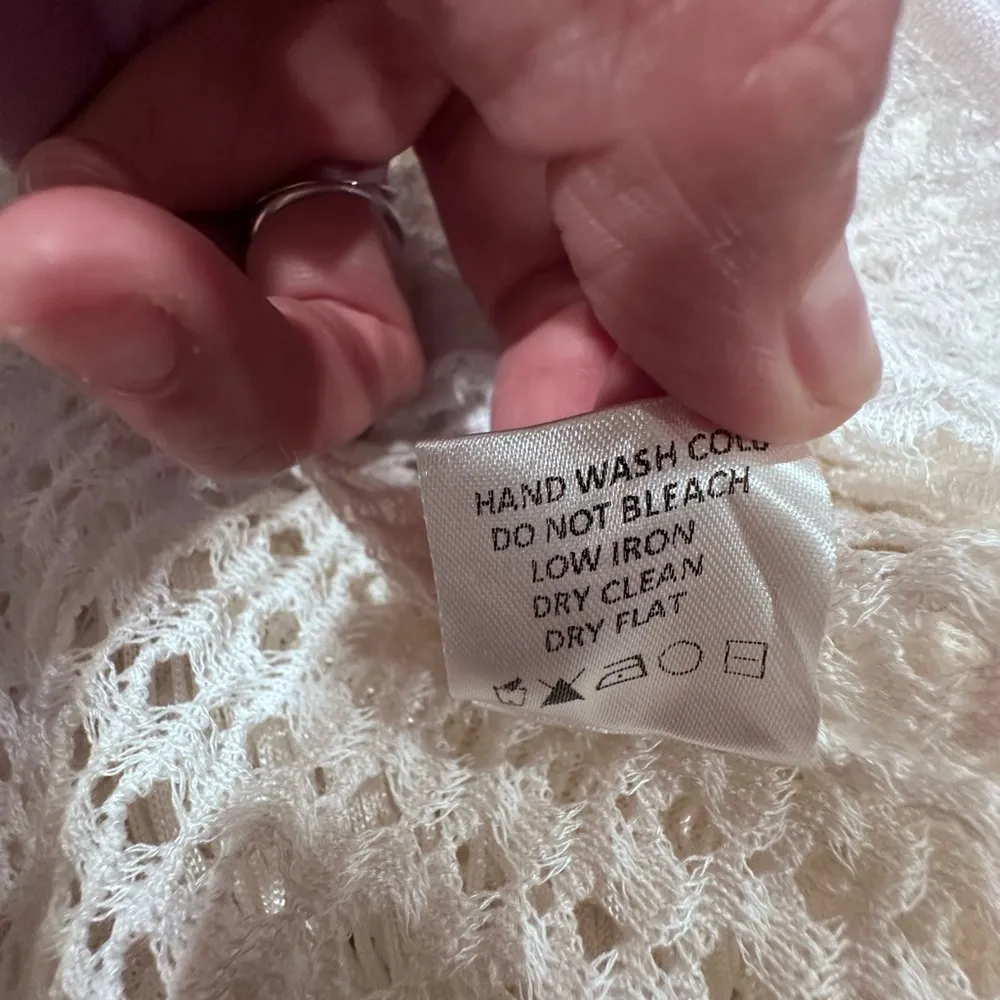 HAND WASH COLD
DO NOT BLEACH
LOW IRON
DRY CLEAN
DRY FLAT